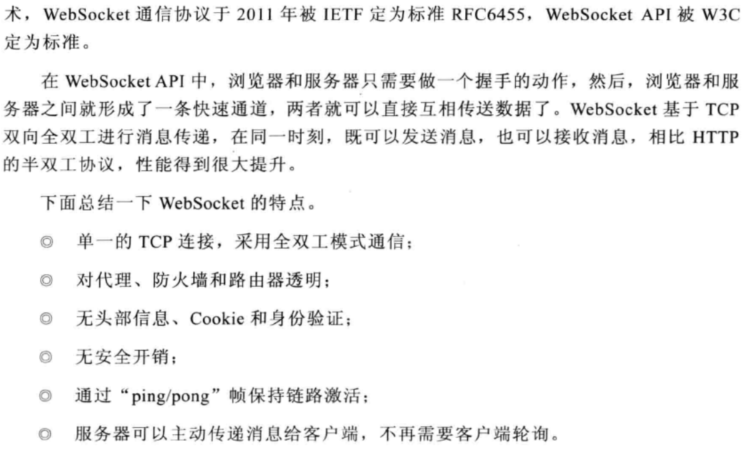 术，WebSocket 通信协议于 2011 年被 IETF 定为标准 RFC6455，WebSocket API 被 W3C
定为标准。
在 WebSocket API 中，浏览器和服务器只需要做一个握手的动作，然后，浏览器和服
务器之间就形成了一条快速通道，两者就可以直接互相传送数据了。WebSocket 基于 TCP
双向全双工进行消息传递，在同一时刻，既可以发送消息，也可以接收消息，相比 HTTP
的半双工协议，性能得到很大提升。
下面总结一下 WebSocket 的特点。
◎ 单一的 TCP 连接，采用全双工模式通信；
◎ 对代理、防火墙和路由器透明；
◎ 无头部信息、Cookie 和身份验证；
◎ 无安全开销；
◎ 通过“ping/pong”帧保持链路激活；
◎ 服务器可以主动传递消息给客户端，不再需要客户端轮询。